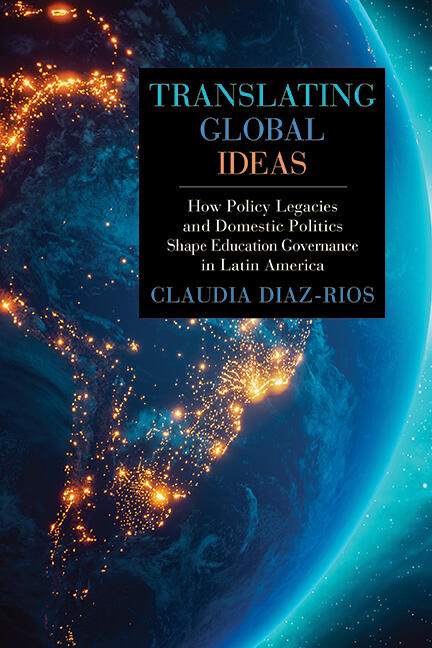 TRANSLATING
GLOBAL
IDEAS
How Policy Legacies
and Domestic Politics
Shape Education Governance
in Latin America
CLAUDIA DIAZ-RIOS